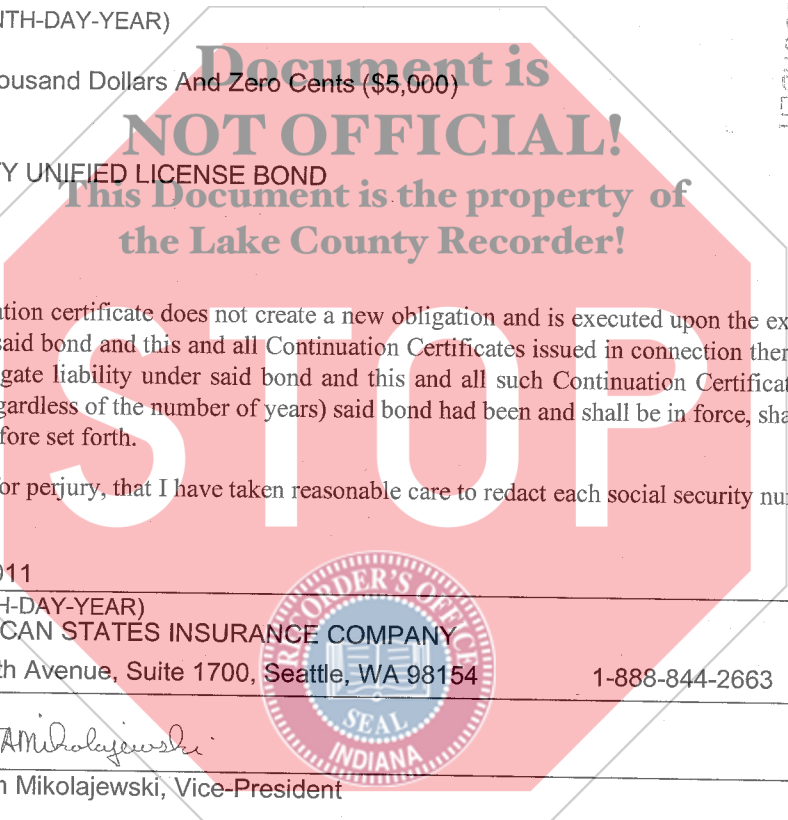 NTH-DAY-YEAR)
Document is
ousand Dollars And Zero Cents ($5,000)
NOT OFFICIAL!
Y UNIFIED LICENSE BOND
This Document is the property of
the Lake County Recorder!
ation certificate does not create a new obligation and is executed upon the ex
said bond and this and all Continuation Certificates issued in connection ther
gate liability under said bond and this and all such Continuation Certificat
gardless of the number of years) said bond had been and shall be in force, sha
fore set forth.
STOP
or perjury, that I have taken reasonable care to redact each social security nu
011
H-DAY-YEAR)
CAN STATES INSURANCE COMPANY
th Avenue, Suite 1700, Seattle, WA 98154 1-888-844-2663
RECORDER'S OFFICE
SEAL
INDIANA
AMikolajewski
n Mikolajewski, Vice-President